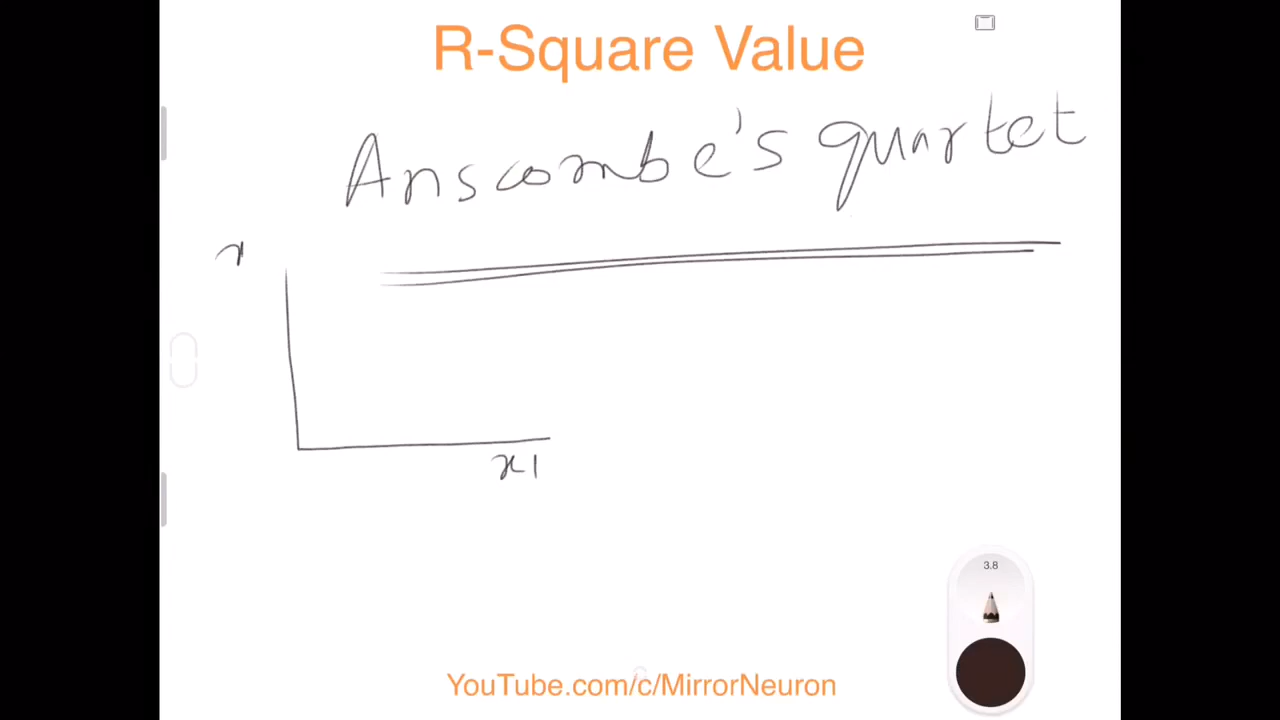 R-Square Value
Anscombe's quartet
x1
3.8
YouTube.com/c/MirrorNeuron